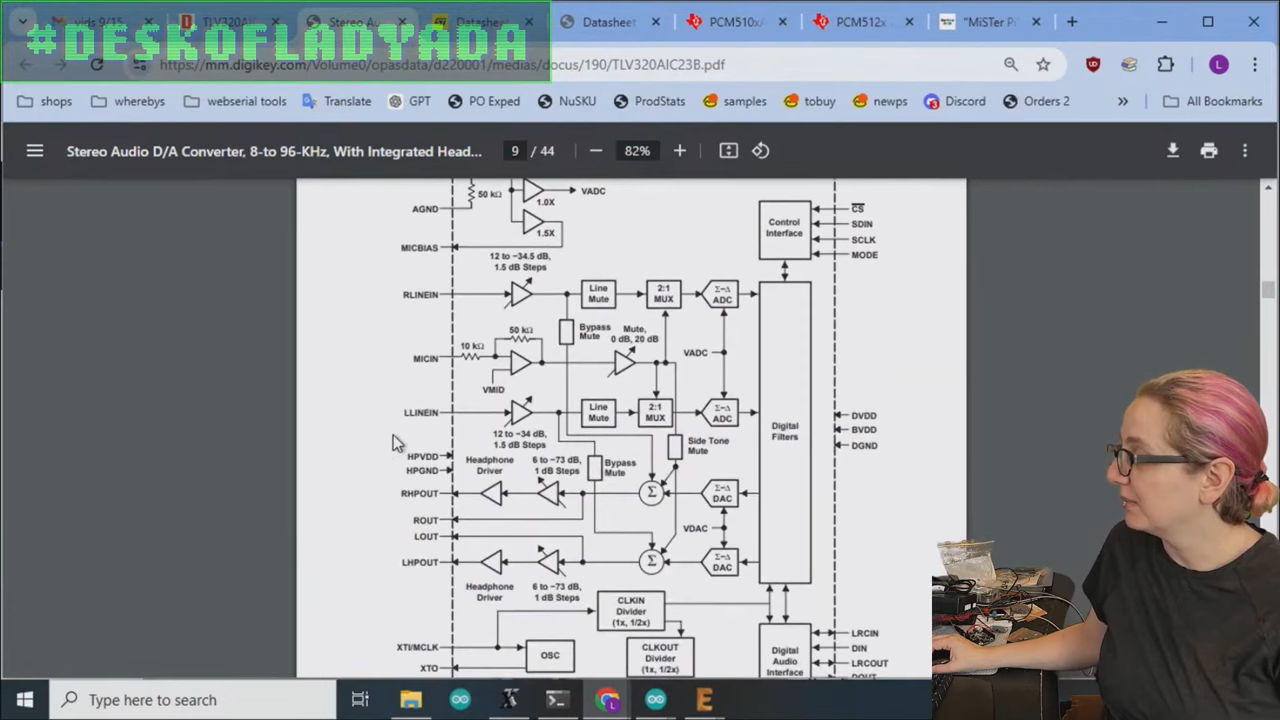 #DESKOFLADYADA
vids 9/15
TLV320AI
Stereo Au
Datashee
Datasheet
PCM510x
PCM512x
"MiSTer Pi
https://mm.digikey.com/Volume0/opasdata/d220001/medias/docus/190/TLV320AIC23B.pdf
L
shops
wherebys
webserial tools
Translate
GPT
PO Exped
NuSKU
ProdStats
samples
tobuy
newps
Discord
Orders 2
»
All Bookmarks
Stereo Audio D/A Converter, 8-to 96-KHz, With Integrated Head...
9 / 44
82%
50 kΩ
VADC
1.0X
AGND
1.5X
MICBIAS
12 to −34.5 dB,
1.5 dB Steps
Control
Interface
CS
SDIN
SCLK
MODE
RLINEIN
Line
Mute
2:1
MUX
Σ-Δ
ADC
50 kΩ
Bypass
Mute
Mute,
0 dB, 20 dB
10 kΩ
MICIN
VADC
VMID
LLINEIN
Line
Mute
2:1
MUX
Σ-Δ
ADC
Digital
Filters
DVDD
BVDD
DGND
12 to −34 dB,
1.5 dB Steps
Side Tone
Mute
HPVDD
HPGND
Headphone
Driver
6 to −73 dB,
1 dB Steps
Bypass
Mute
RHPOUT
Σ
Σ-Δ
DAC
ROUT
LOUT
VDAC
LHPOUT
Σ
Σ-Δ
DAC
Headphone
Driver
6 to −73 dB,
1 dB Steps
CLKIN
Divider
(1x, 1/2x)
XTI/MCLK
OSC
XTO
CLKOUT
Divider
(1x, 1/2x)
Digital
Audio
Interface
LRCIN
DIN
LRCOUT
DOUT
Type here to search